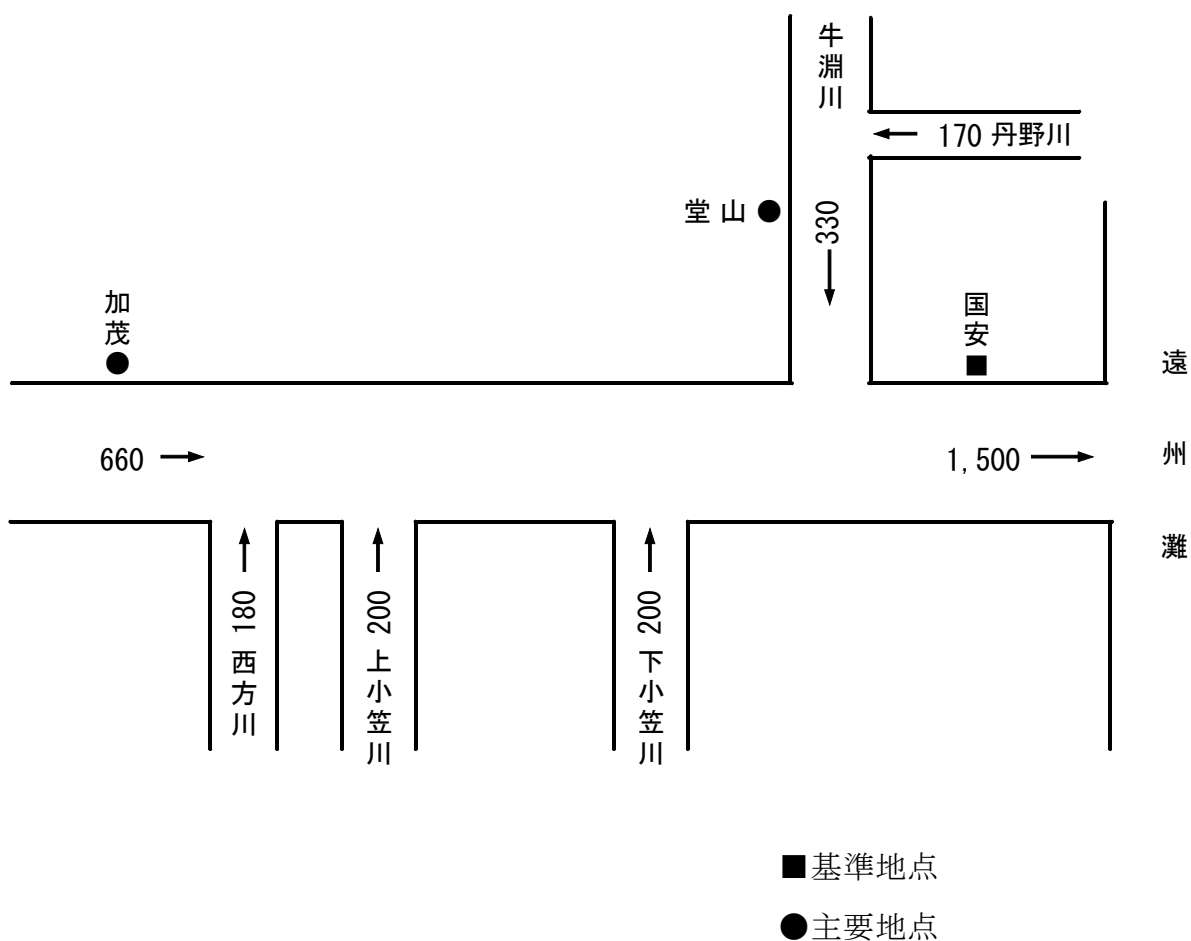 牛淵川
170 丹野川
堂山
330
加茂
国安
遠州灘
660
1,500
180 西方川
200 上小笠川
200 下小笠川
■基準地点
●主要地点